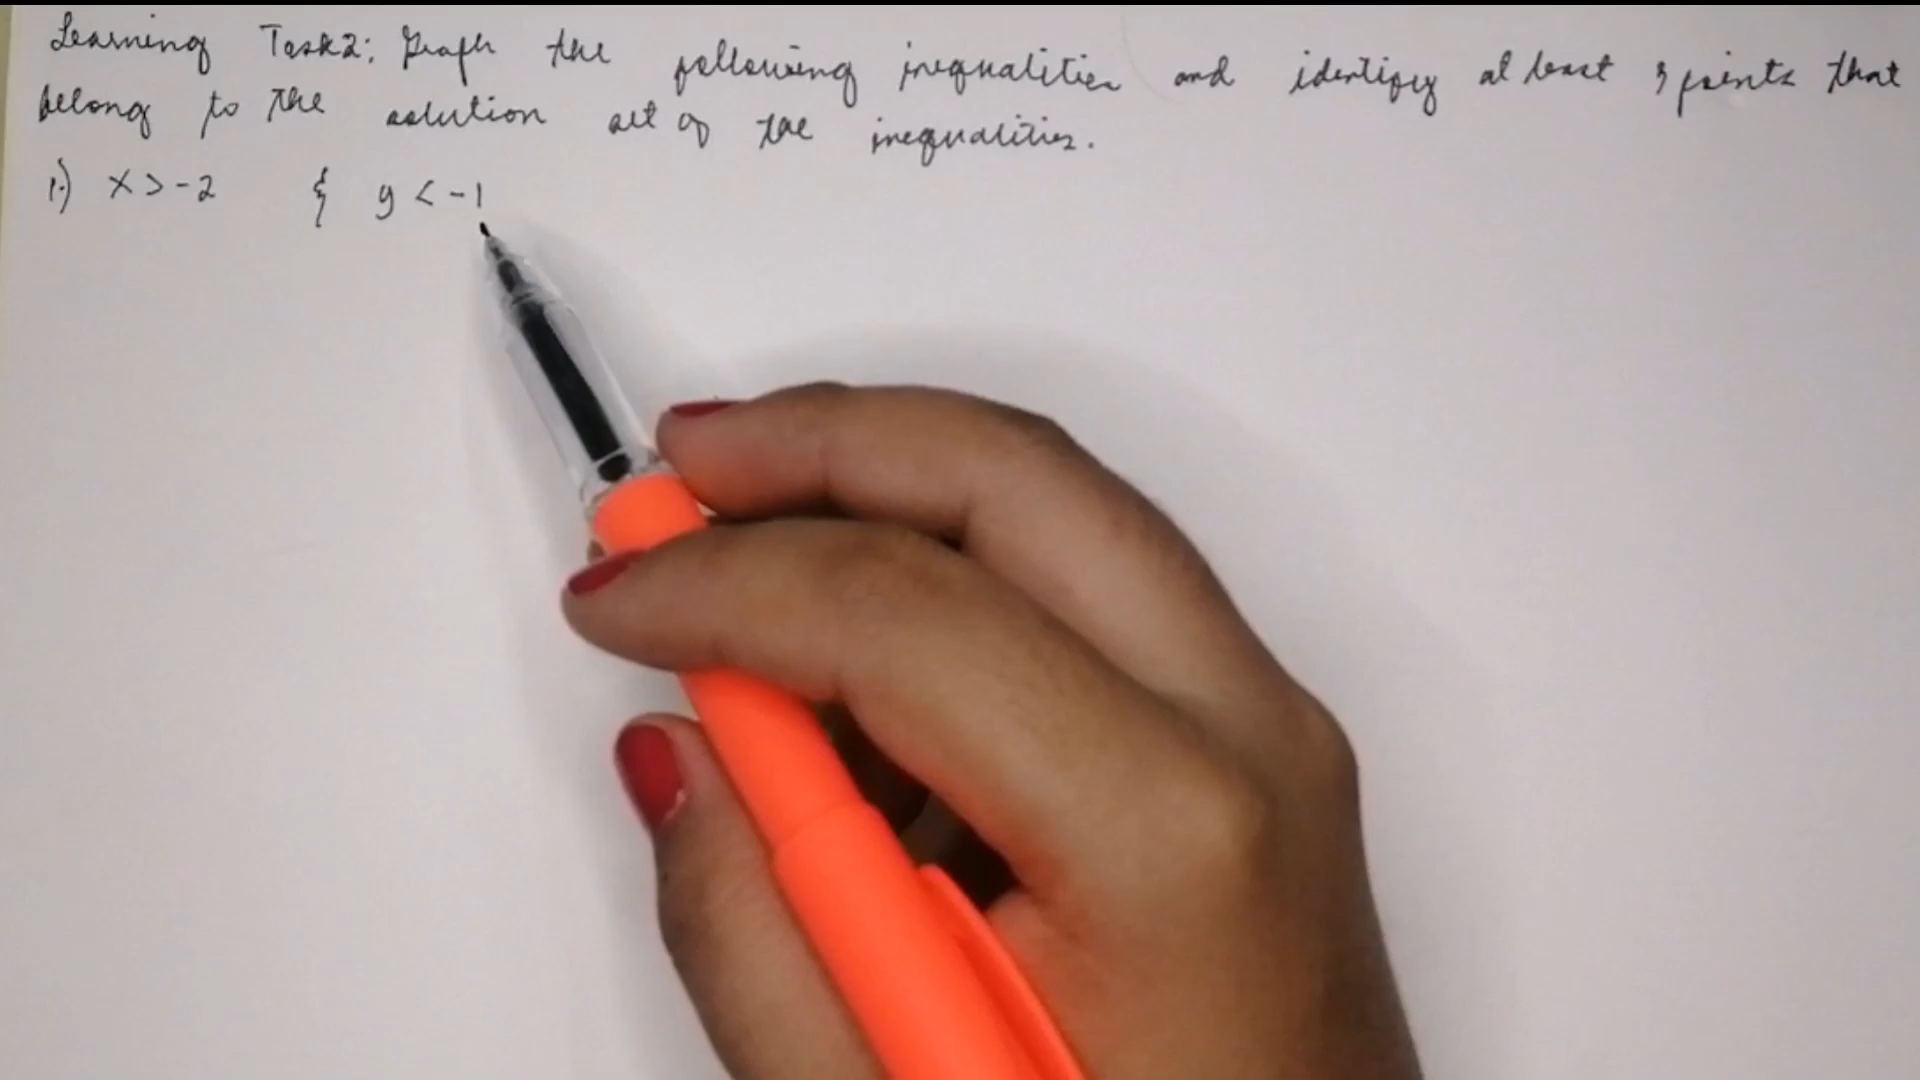 Learning Task 2: Graph the following inequalities and identify at least 3 points that
belong to the solution set of the inequalities.
1.) x > -2 & y < -1